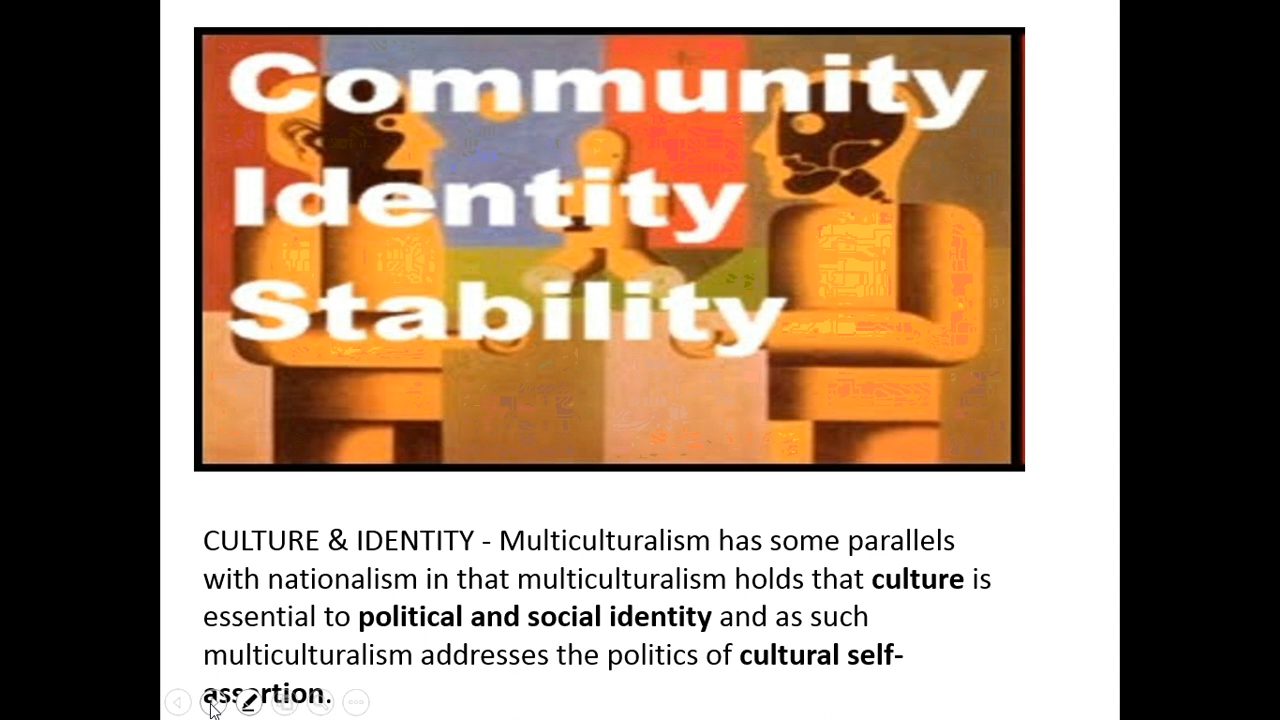 Community
Identity
Stability
CULTURE & IDENTITY - Multiculturalism has some parallels
with nationalism in that multiculturalism holds that culture is
essential to political and social identity and as such
multiculturalism addresses the politics of cultural self-
assertion.